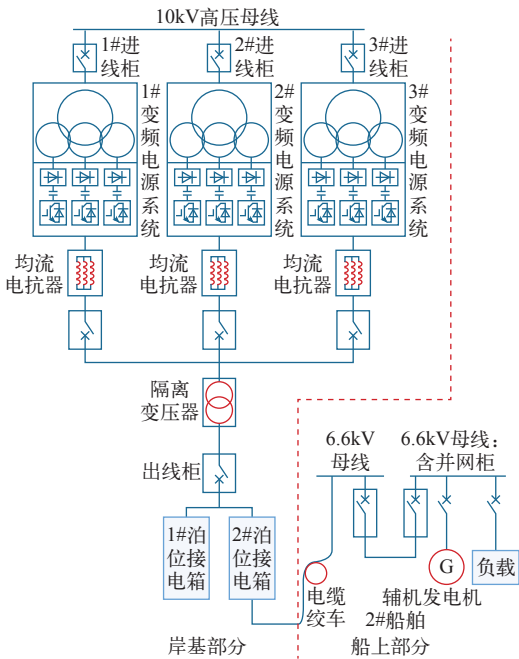 10kV高压母线
1#进
线柜
2#进
线柜
3#进
线柜
1#
变
频
电
源
系
统
2#
变
频
电
源
系
统
3#
变
频
电
源
系
统
均流
电抗器
均流
电抗器
均流
电抗器
隔离
变压器
出线柜
6.6kV
母线
6.6kV母线：
含并网柜
1#泊
位接
电箱
2#泊
位接
电箱
电缆
绞车
G
负载
辅机发电机
2#船舶
岸基部分
船上部分